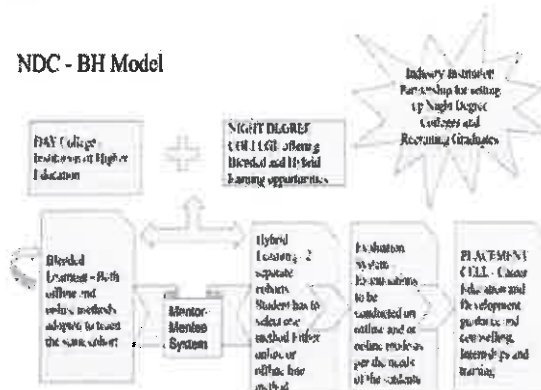 NDC - BH Model
Industry Institution
Partnership for setting
up Night Degree
Colleges and
Recruiting Graduates
DAY College
Institution of Higher
Education
NIGHT DEGREE
COLLEGE offering
Blended and Hybrid
learning opportunities
Blended
Learning - Both
offline and
online methods
adopted to teach
the same cohort
Mentor-
Mentee
System
Hybrid
Learning - 2
separate
cohorts
Student has to
select one
method Either
online or
offline
method
Evaluation
System
Examinations
to be
conducted on
offline and or
online mode as
per the needs
of the students
PLACEMENT
CELL - Career
Education and
Development
guidance and
counselling,
Internships and
training